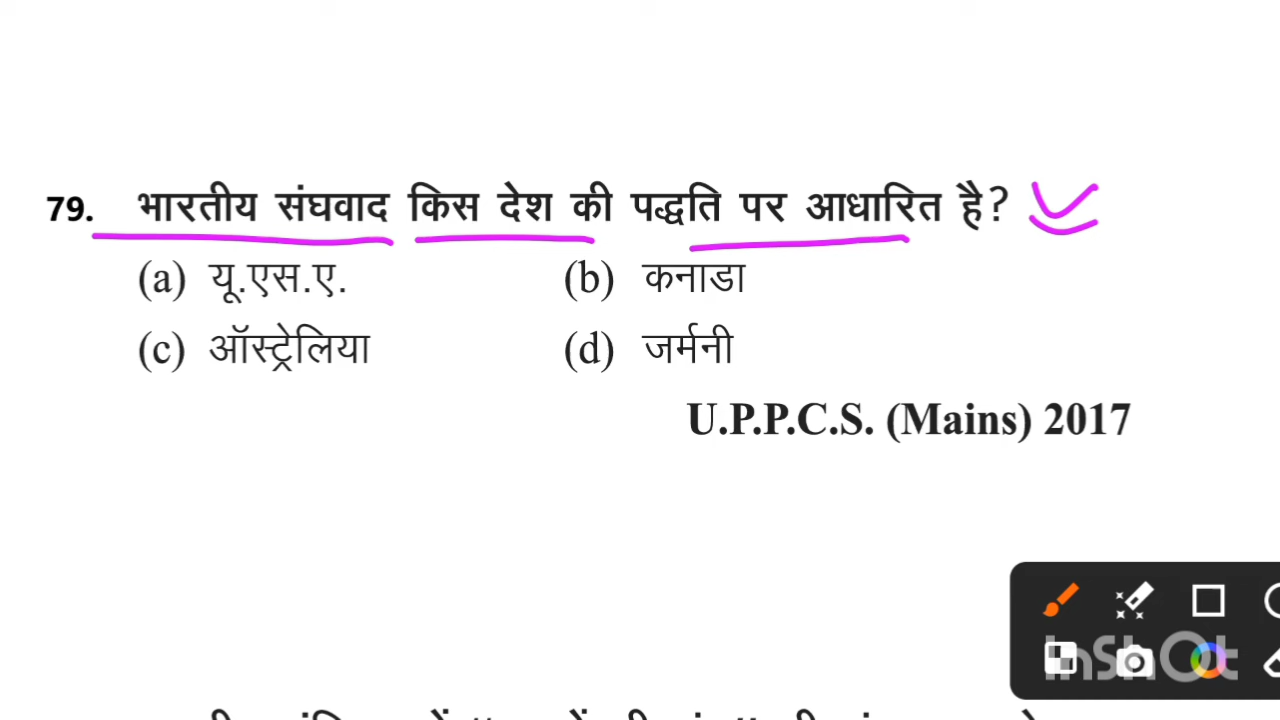 79. भारतीय संघवाद किस देश की पद्धति पर आधारित है?
(a) यू.एस.ए. (b) कनाडा
(c) ऑस्ट्रेलिया (d) जर्मनी
U.P.P.C.S. (Mains) 2017
InShOt